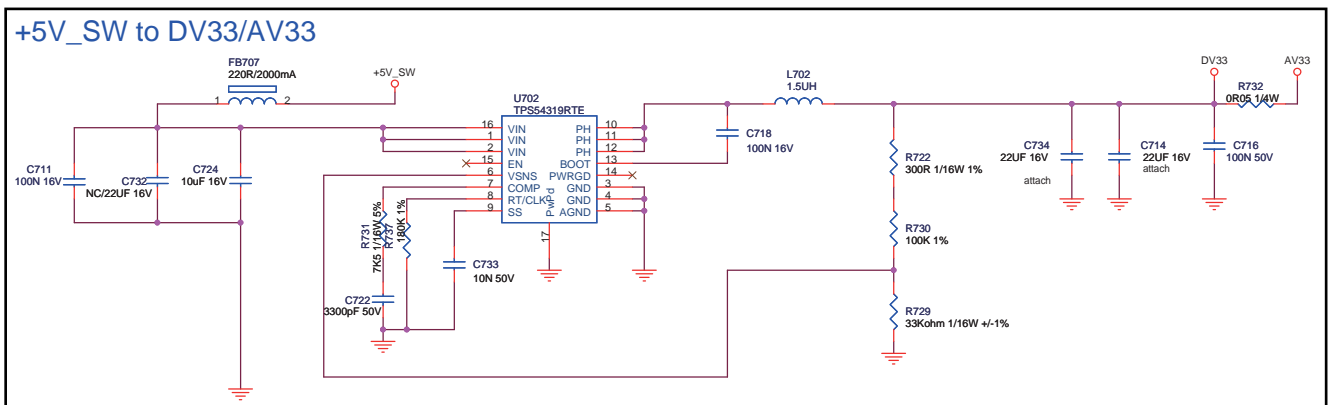 +5V_SW to DV33/AV33
FB707
220R/2000mA
1
2
+5V_SW
C711
100N 16V
C732
NC/22UF 16V
C724
10uF 16V
U702
TPS54319RTE
16 VIN
1 VIN
2 VIN
15 EN
6 VSNS
7 COMP
8 RT/CLK
9 SS
PH 10
PH 11
PH 12
BOOT 13
PWRGD 14
GND 3
GND 4
AGND 5
PwPd
17
R731
7K5 1/16W 5%
R737
180K 1%
C722
3300pF 50V
C733
10N 50V
C718
100N 16V
L702
1.5UH
R722
300R 1/16W 1%
R730
100K 1%
R729
33Kohm 1/16W +/-1%
C734
22UF 16V
attach
C714
22UF 16V
attach
DV33
AV33
R732
0R05 1/4W
C716
100N 50V